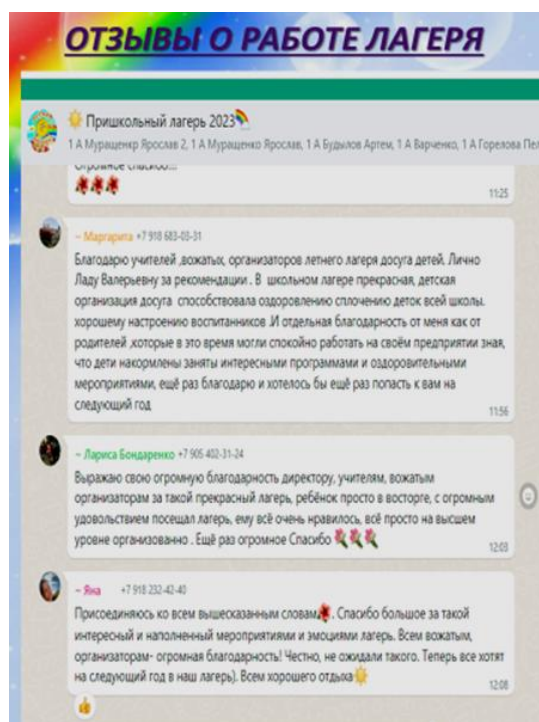 ОТЗЫВЫ О РАБОТЕ ЛАГЕРЯ
Пришкольный лагерь 2023
1 А Муращенкр Ярослав 2, 1 А Муращенко Ярослав, 1 А Будылов Артем, 1 А Варченко, 1 А Горелова Пел
Огромное спасибо!!!
11:25
~ Маргарита +7 918 683-03-31
Благодарю учителей ,вожатых, организаторов летнего лагеря досуга детей. Лично
Ладу Валерьевну за рекомендации . В школьном лагере прекрасная, детская
организация досуга способствовала оздоровлению сплочению деток всей школы.
хорошему настроению воспитанников .И отдельная благодарность от меня как от
родителей ,которые в это время могли спокойно работать на своём предприятии зная,
что дети накормлены заняты интересными программами и оздоровительными
мероприятиями, ещё раз благодарю и хотелось бы ещё раз попасть к вам на
следующий год
11:56
~ Лариса Бондаренко +7 905 402-31-24
Выражаю свою огромную благодарность директору, учителям, вожатым
организаторам за такой прекрасный лагерь, ребёнок просто в восторге, с огромным
удовольствием посещал лагерь, ему всё очень нравилось, всё просто на высшем
уровне организованно . Ещё раз огромное Спасибо
12:03
~ Яна +7 918 232-42-40
Присоединяюсь ко всем вышесказанным словам . Спасибо большое за такой
интересный и наполненный мероприятиями и эмоциями лагерь. Всем вожатым,
организаторам- огромная благодарность! Честно, не ожидали такого. Теперь все хотят
на следующий год в наш лагерь). Всем хорошего отдыха
12:08